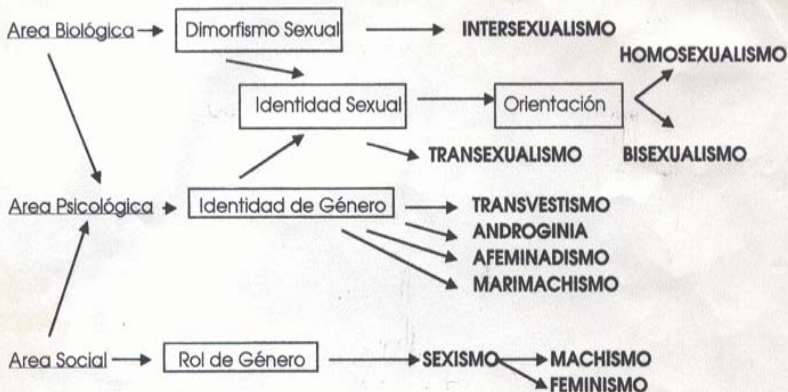 Area Biológica Dimorfismo Sexual INTERSEXUALISMO
HOMOSEXUALISMO
Identidad Sexual Orientación
TRANSEXUALISMO BISEXUALISMO
Area Psicológica Identidad de Género TRANSVESTISMO
ANDROGINIA
AFEMINADISMO
MARIMACHISMO
Area Social Rol de Género SEXISMO MACHISMO
FEMINISMO